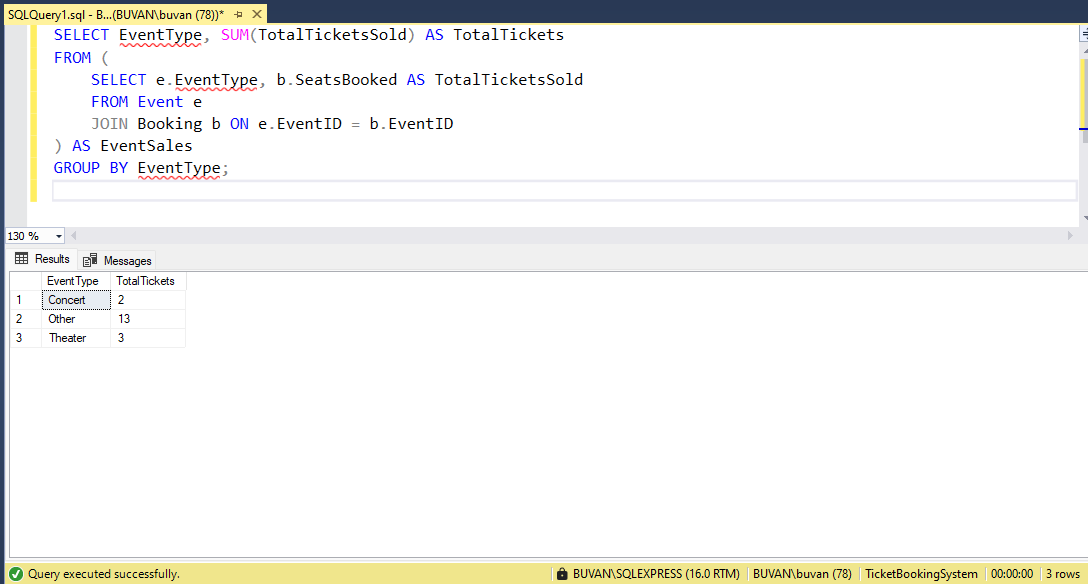 SQLQuery1.sql - B...(BUVAN\buvan (78))*
SELECT EventType, SUM(TotalTicketsSold) AS TotalTickets
FROM (
SELECT e.EventType, b.SeatsBooked AS TotalTicketsSold
FROM Event e
JOIN Booking b ON e.EventID = b.EventID
) AS EventSales
GROUP BY EventType;
130 %
Results Messages
EventType TotalTickets
1 Concert 2
2 Other 13
3 Theater 3
Query executed successfully. BUVAN\SQLEXPRESS (16.0 RTM) BUVAN\buvan (78) TicketBookingSystem 00:00:00 3 rows